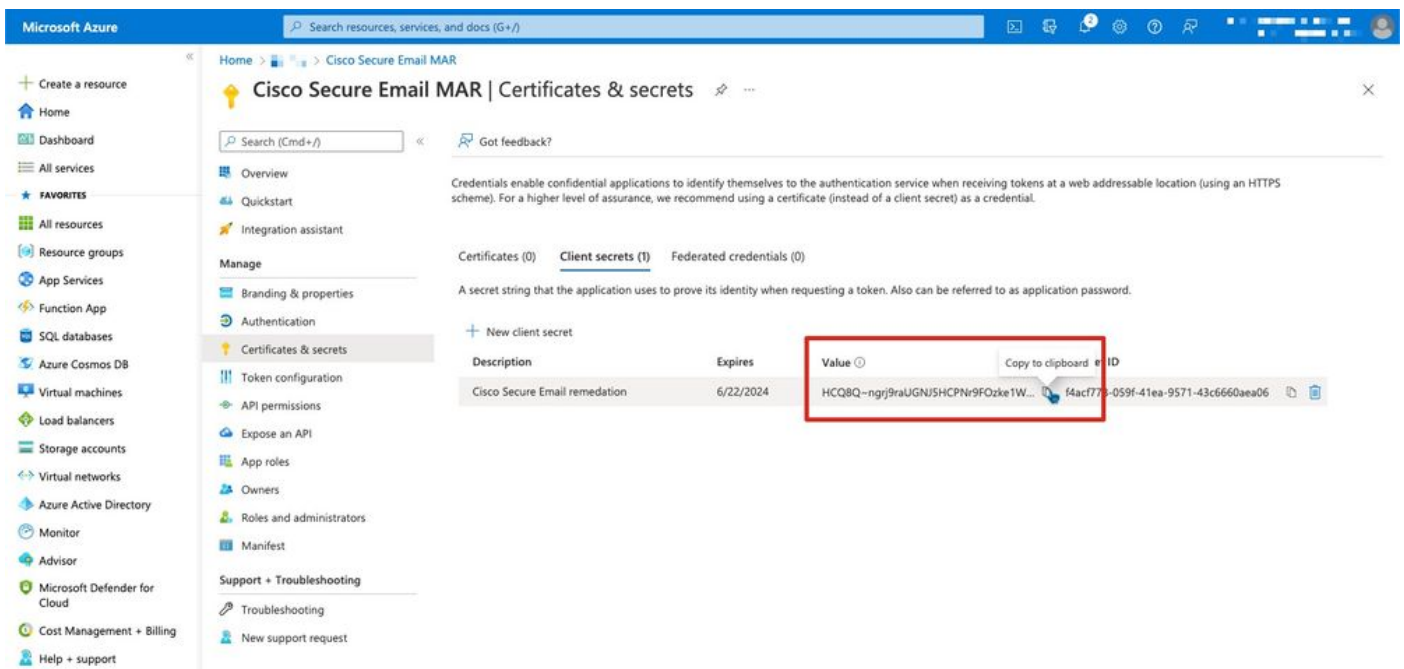 Microsoft Azure
Search resources, services, and docs (G+/)
2
Create a resource
Home
Dashboard
All services
FAVORITES
All resources
Resource groups
App Services
Function App
SQL databases
Azure Cosmos DB
Virtual machines
Load balancers
Storage accounts
Virtual networks
Azure Active Directory
Monitor
Advisor
Microsoft Defender for
Cloud
Cost Management + Billing
Help + support
Home > > Cisco Secure Email MAR
Cisco Secure Email MAR | Certificates & secrets
Search (Cmd+/)
Overview
Quickstart
Integration assistant
Manage
Branding & properties
Authentication
Certificates & secrets
Token configuration
API permissions
Expose an API
App roles
Owners
Roles and administrators
Manifest
Support + Troubleshooting
Troubleshooting
New support request
Got feedback?
Credentials enable confidential applications to identify themselves to the authentication service when receiving tokens at a web addressable location (using an HTTPS
scheme). For a higher level of assurance, we recommend using a certificate (instead of a client secret) as a credential.
Certificates (0) Client secrets (1) Federated credentials (0)
A secret string that the application uses to prove its identity when requesting a token. Also can be referred to as application password.
New client secret
Description Expires Value Copy to clipboard ID
Cisco Secure Email remedation 6/22/2024 HCQ8Q~ngrj9raUGNJ5HCPNr9FOzke1W... -059f-41ea-9571-43c6660aea06